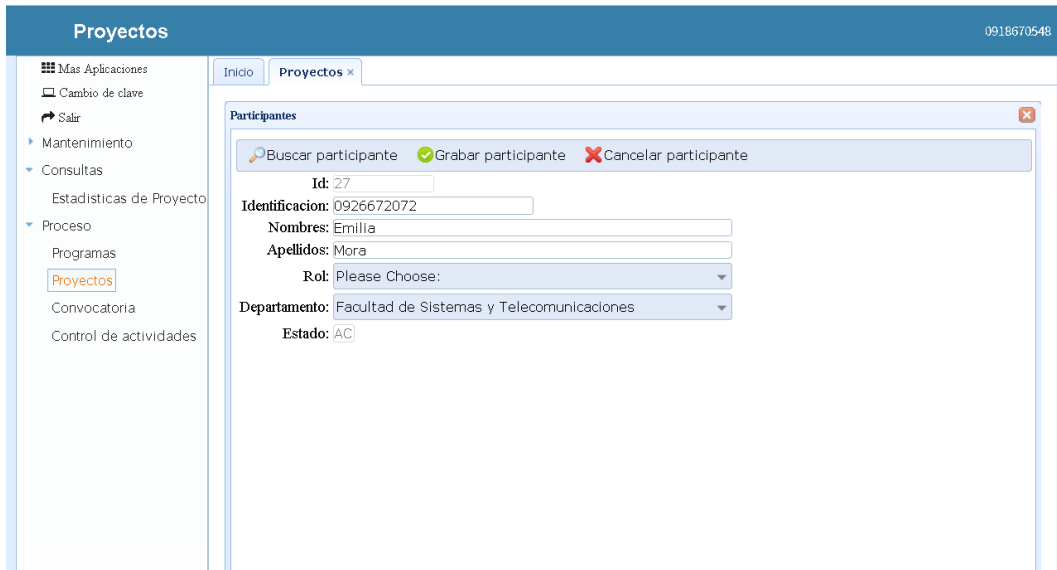 Proyectos
0918670548
Mas Aplicaciones
Cambio de clave
Salir
Mantenimiento
Consultas
Estadisticas de Proyecto
Proceso
Programas
Proyectos
Convocatoria
Control de actividades
Inicio Proyectos ×
Participantes
Buscar participante Grabar participante Cancelar participante
Id: 27
Identificacion: 0926672072
Nombres: Emilia
Apellidos: Mora
Rol: Please Choose:
Departamento: Facultad de Sistemas y Telecomunicaciones
Estado: AC